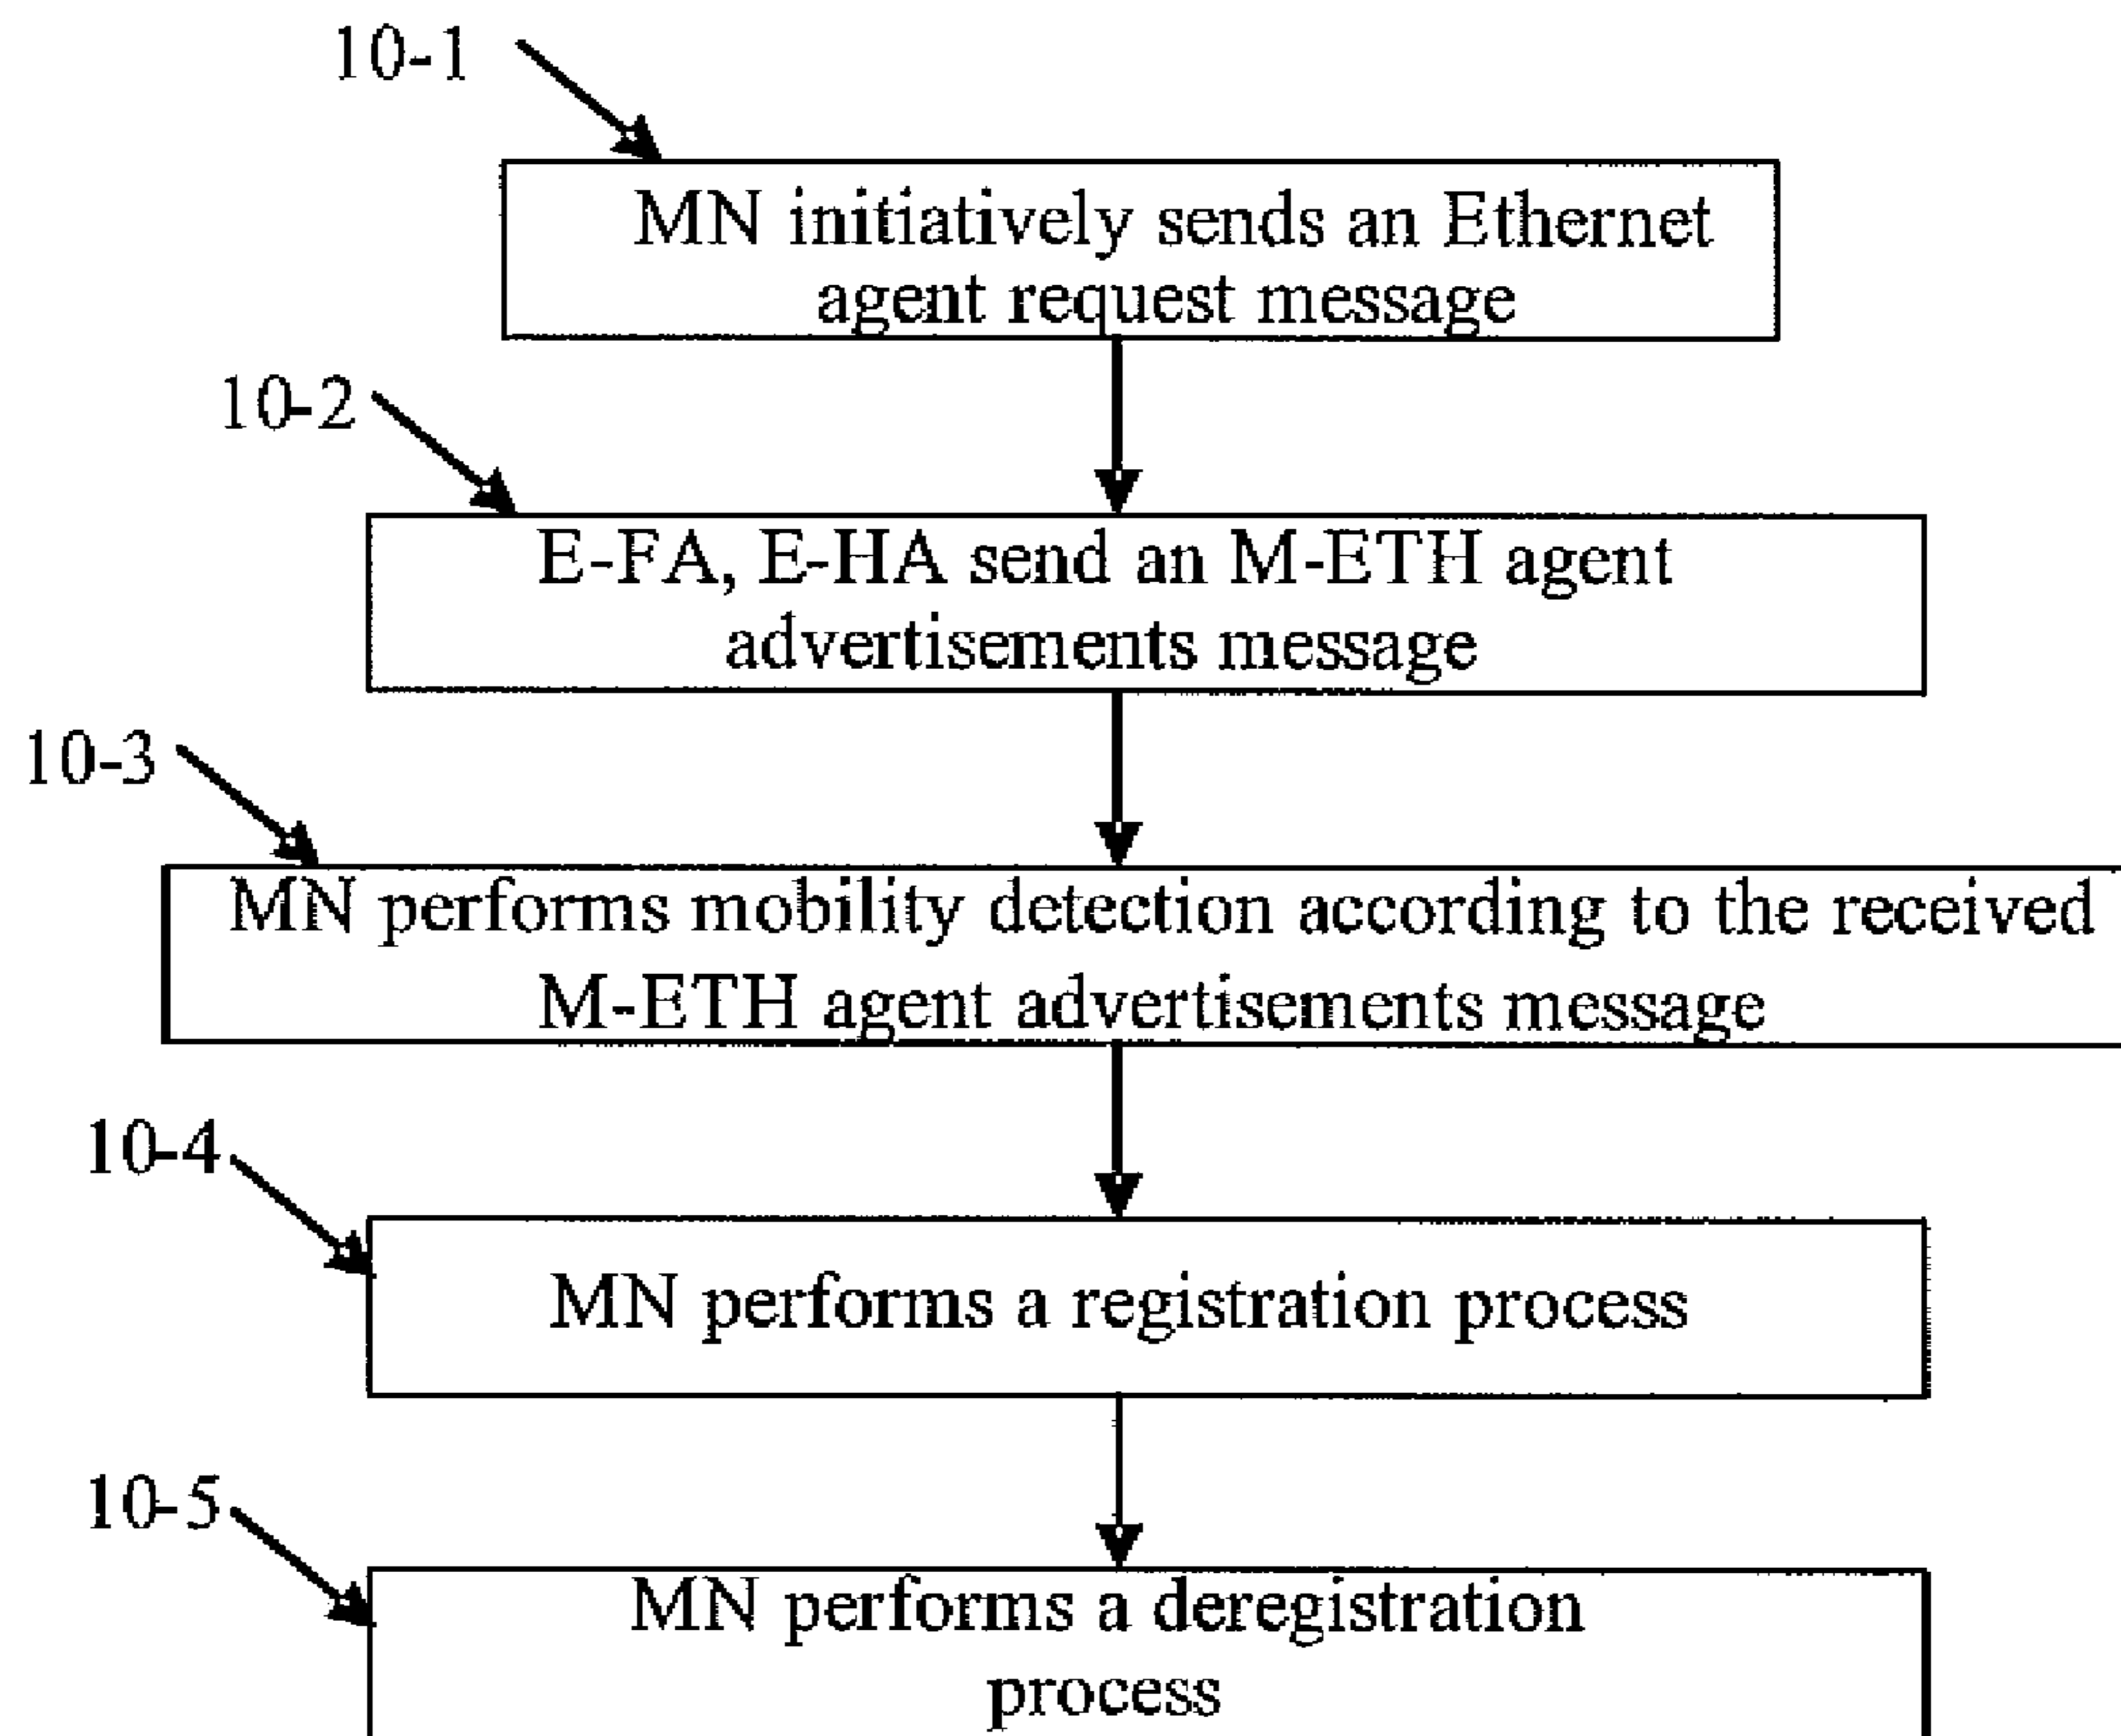 10-1
MN initiatively sends an Ethernet
agent request message
10-2
E-FA, E-HA send an M-ETH agent
advertisements message
10-3
MN performs mobility detection according to the received
M-ETH agent advertisements message
10-4
MN performs a registration process
10-5
MN performs a deregistration
process